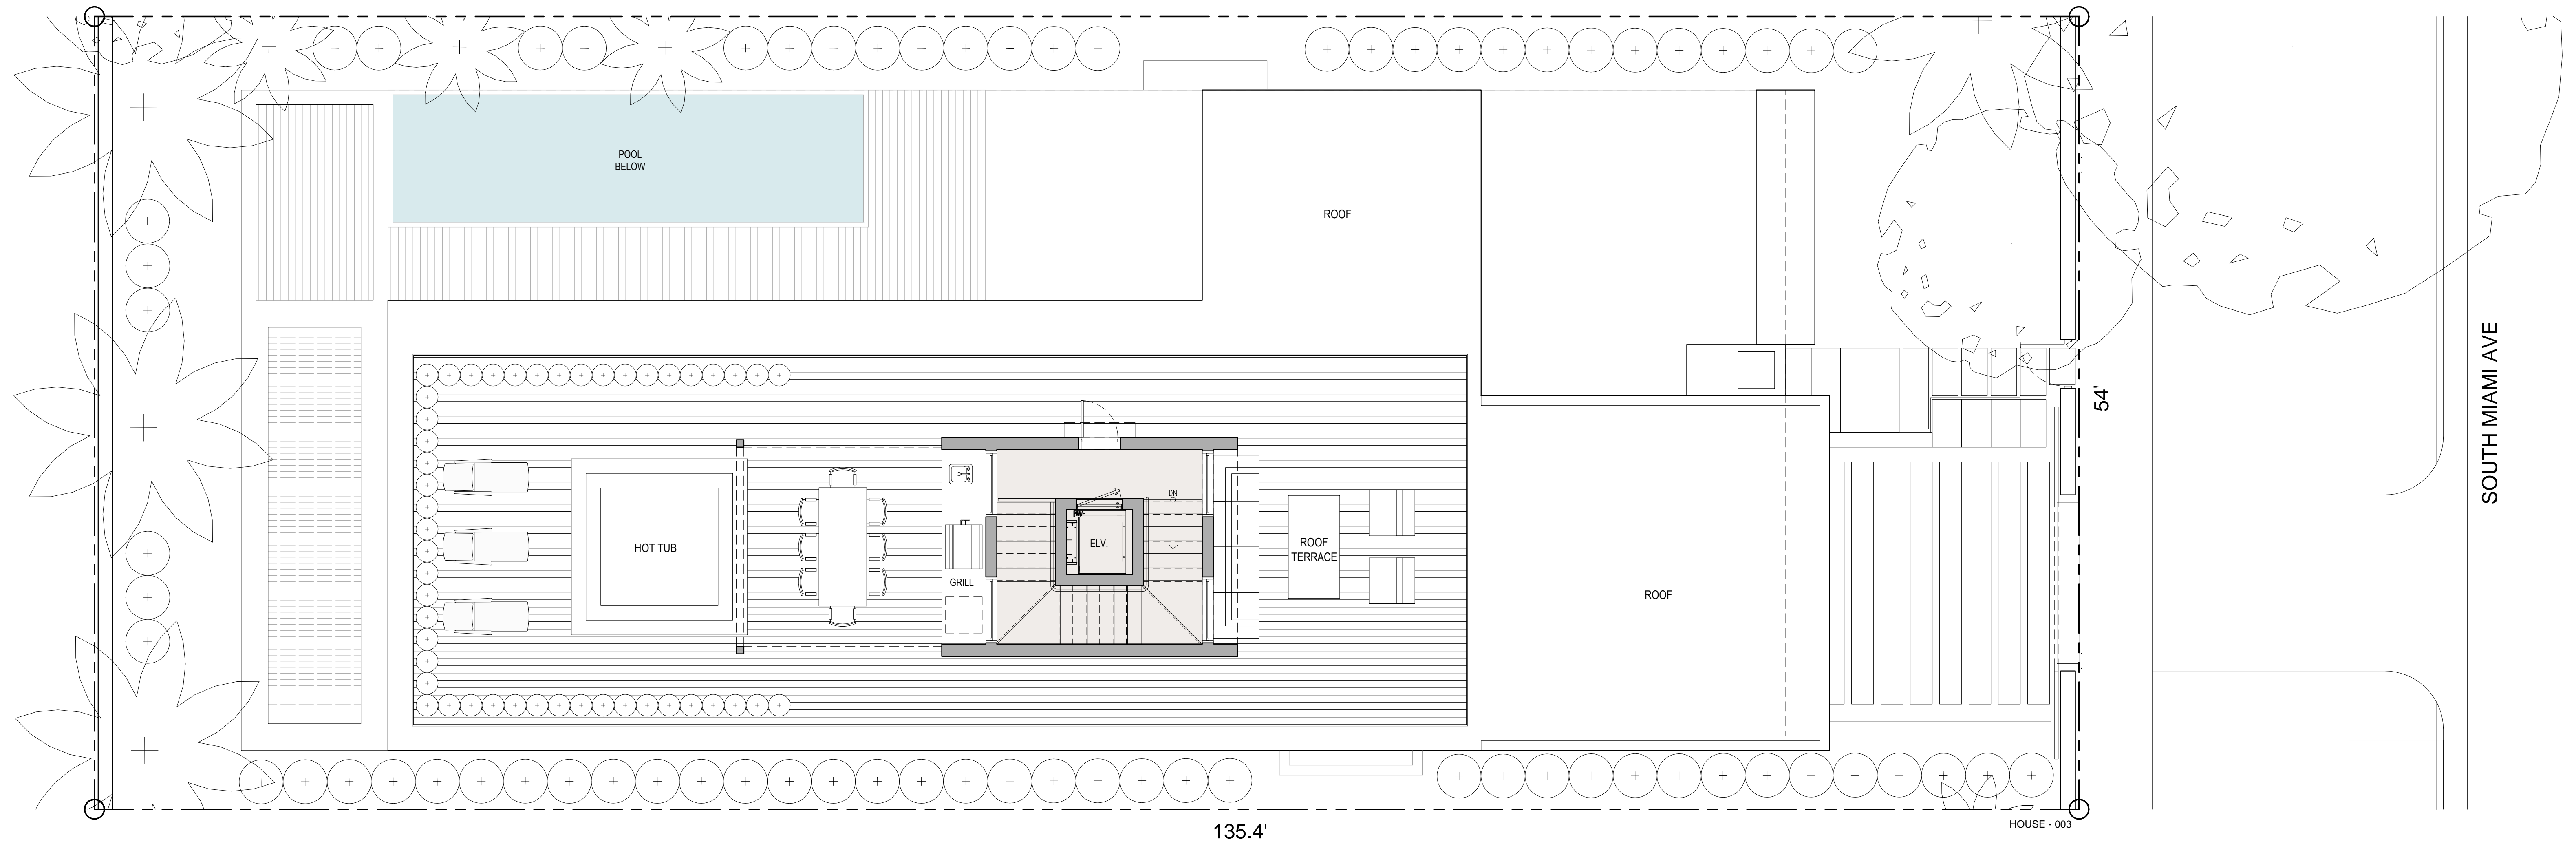 POOL
BELOW
ROOF
SOUTH MIAMI AVE
54'
DN
HOT TUB
ELV.
ROOF
TERRACE
GRILL
ROOF
HOUSE - 003
135.4'